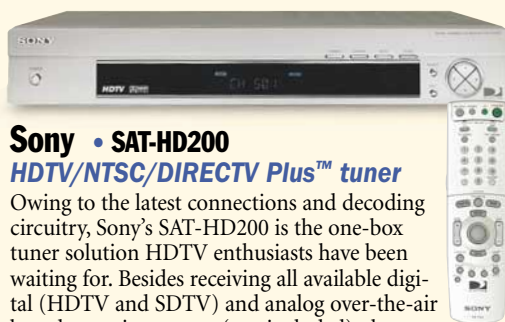 SONY
HDTV
CH 501
Sony • SAT-HD200
HDTV/NTSC/DIRECTV Plus™ tuner
Owing to the latest connections and decoding
circuitry, Sony's SAT-HD200 is the one-box
tuner solution HDTV enthusiasts have been
waiting for. Besides receiving all available digi-
tal (HDTV and SDTV) and analog over-the-air
SONY